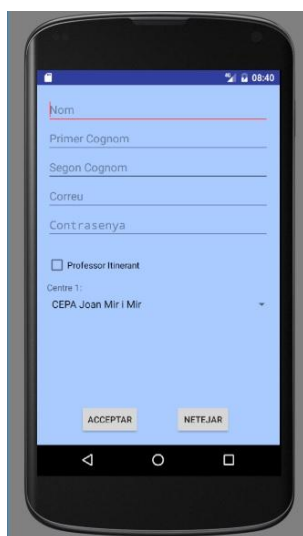 08:40
Nom
Primer Cognom
Segon Cognom
Correu
Contrasenya
Professor Itinerant
Centre 1:
CEPA Joan Mir i Mir
ACCEPTAR NETEJAR